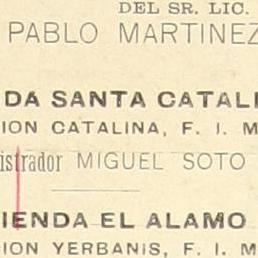 DEL SR. LIC.
PABLO MARTINEZ
DA SANTA CATALI
ION CATALINA, F. I. M
istrador MIGUEL SOTO
IENDA EL ALAMO
ION YERBANIS, F. I. M